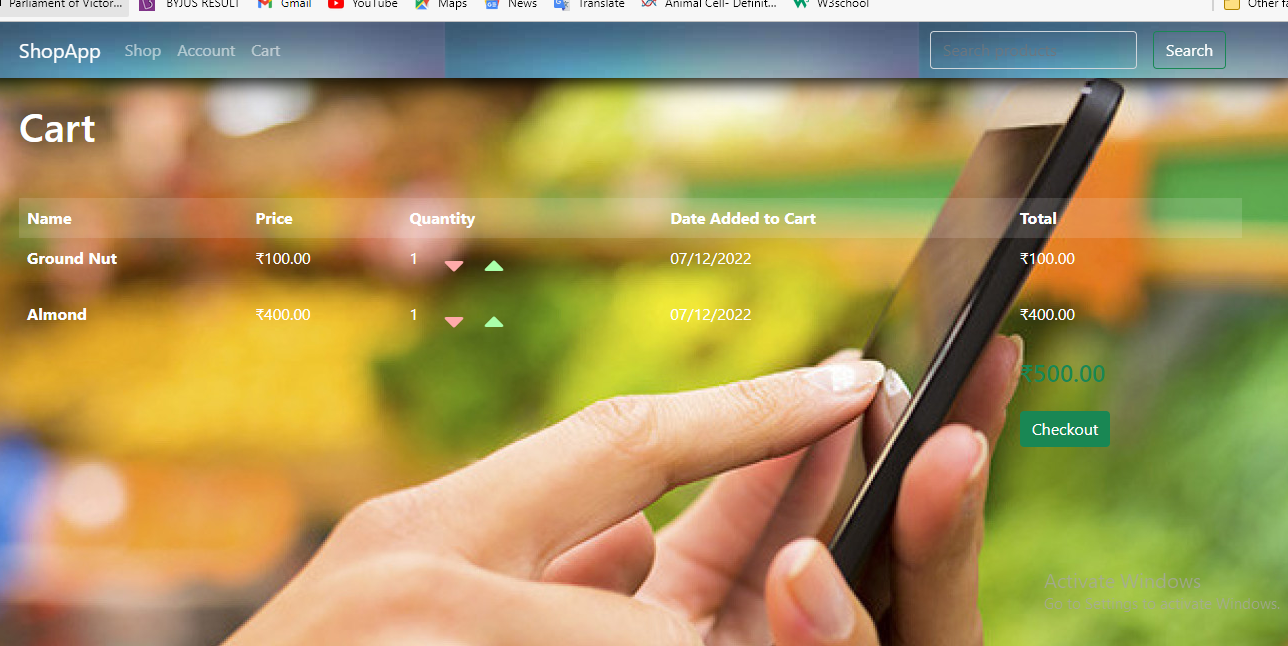 Parliament of Victor... BYJUS RESULT Gmail YouTube Maps News Translate Animal Cell- Definit... W3school Other fa
ShopApp Shop Account Cart Search products.. Search
Cart
Name Price Quantity Date Added to Cart Total
Ground Nut ₹100.00 1 07/12/2022 ₹100.00
Almond ₹400.00 1 07/12/2022 ₹400.00
₹500.00
Checkout
Activate Windows
Go to Settings to activate Windows.